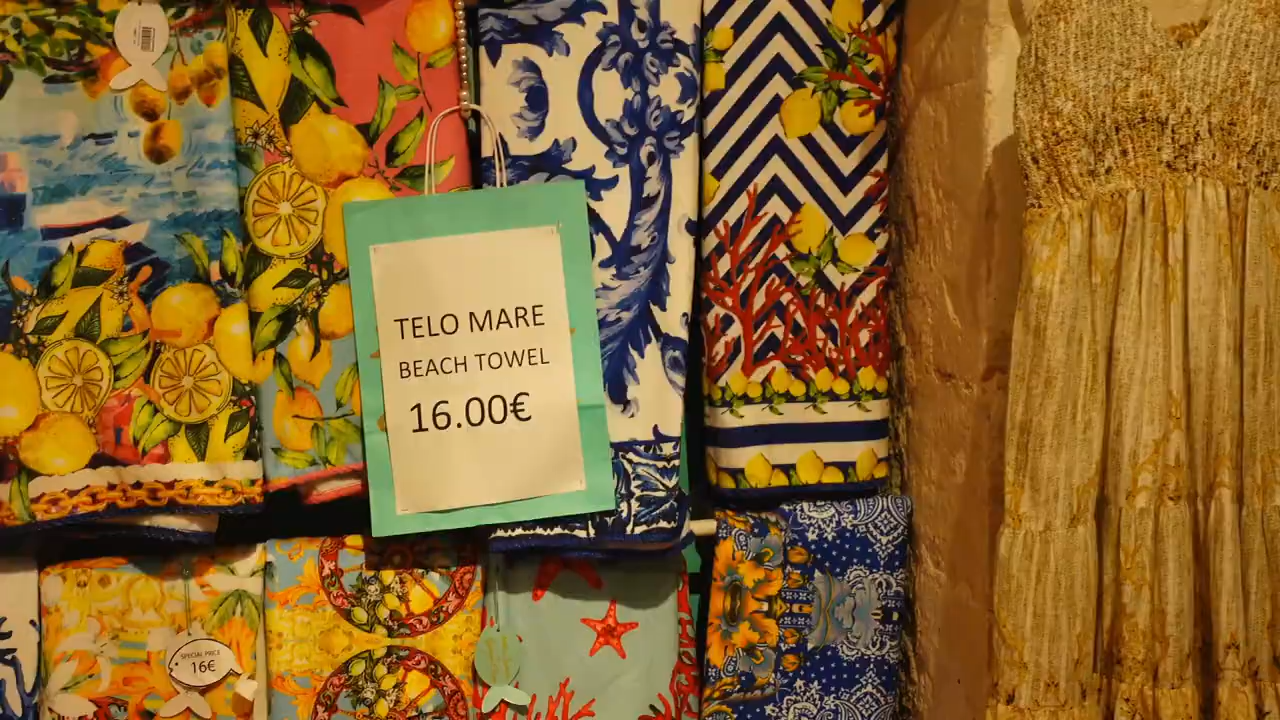 TELO MARE
BEACH TOWEL
16.00€
SPECIAL PRICE
16€